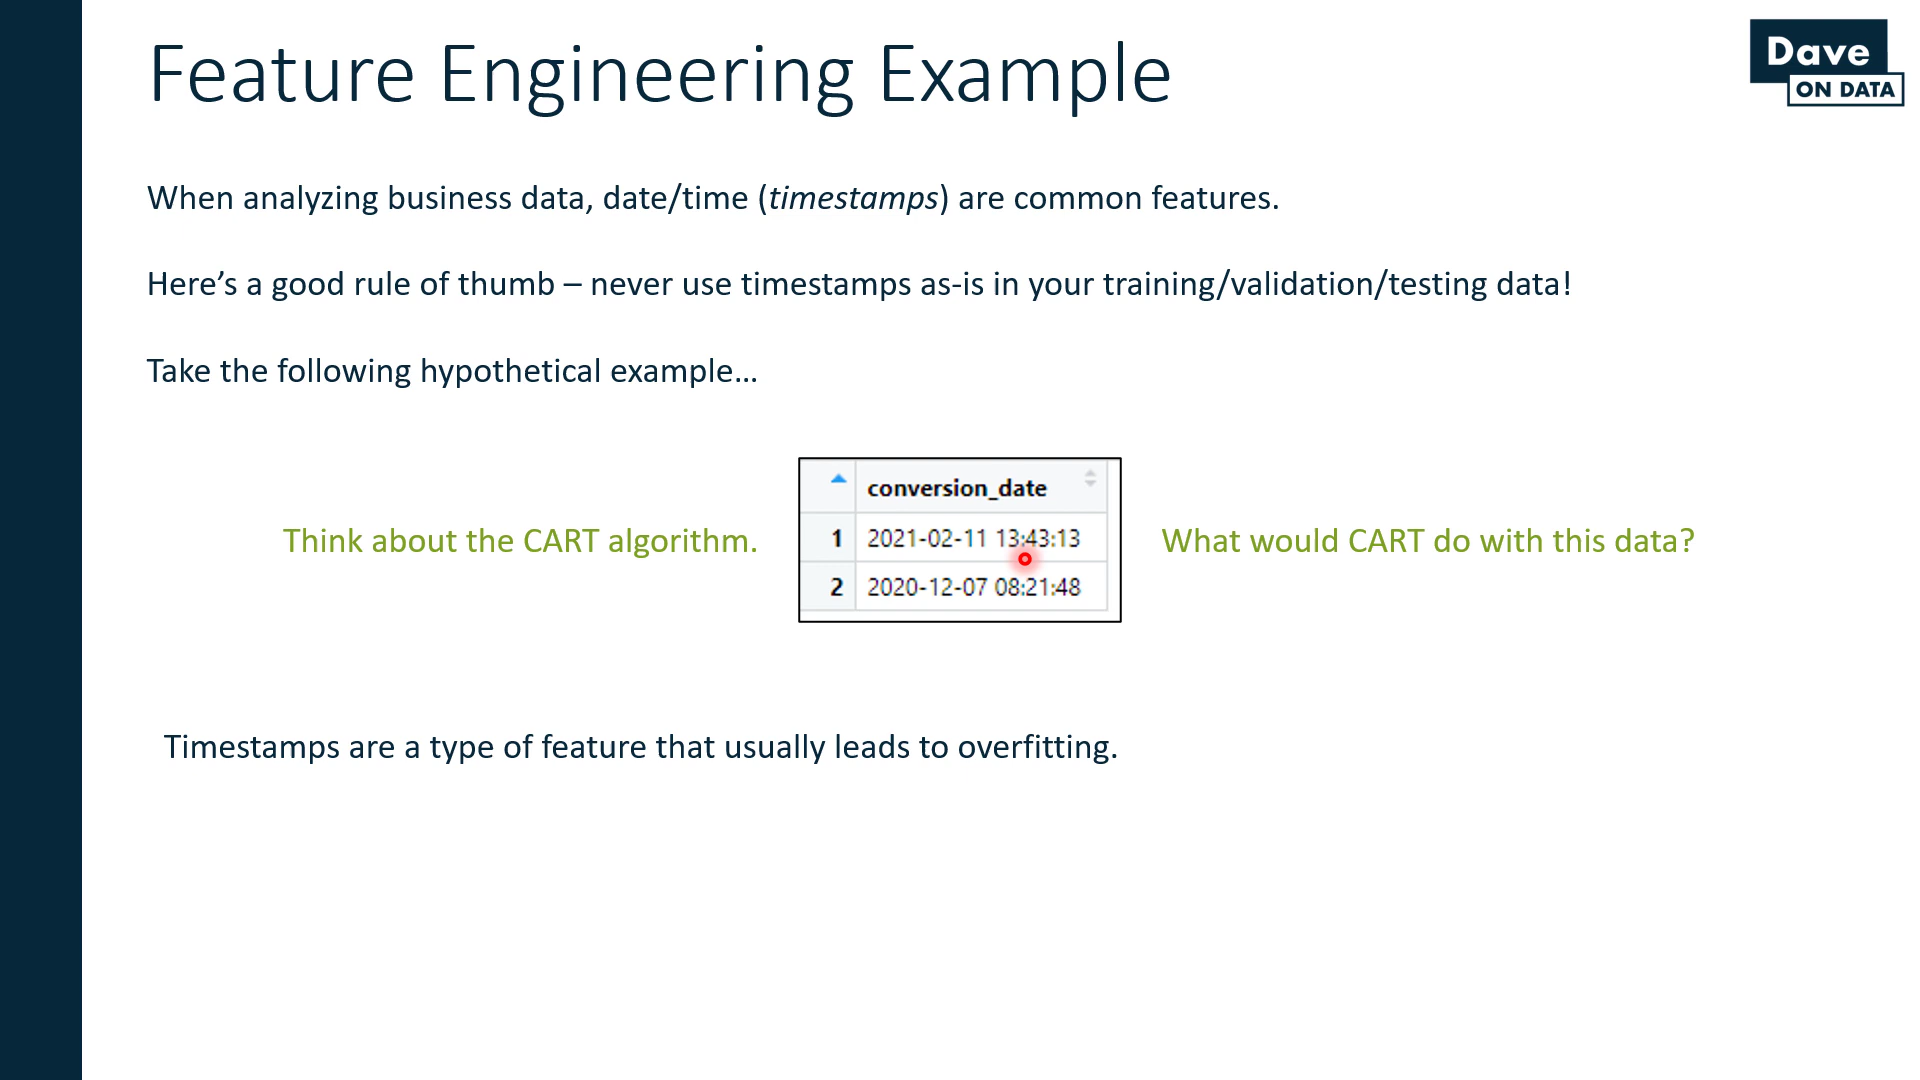 Feature Engineering Example
Dave
ON DATA
When analyzing business data, date/time (timestamps) are common features.
Here’s a good rule of thumb – never use timestamps as-is in your training/validation/testing data!
Take the following hypothetical example…
Think about the CART algorithm.
conversion_date
1 2021-02-11 13:43:13
2 2020-12-07 08:21:48
What would CART do with this data?
Timestamps are a type of feature that usually leads to overfitting.